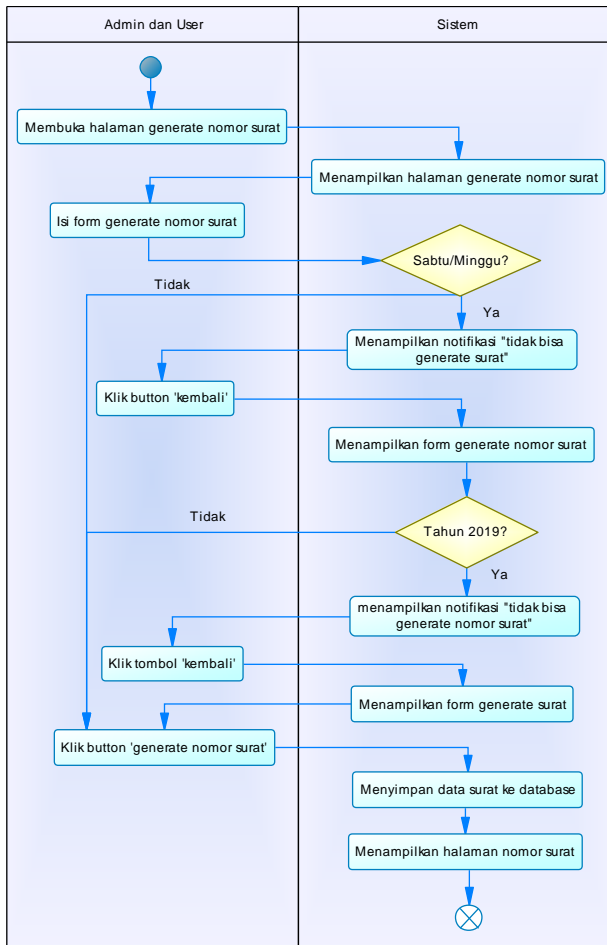 Admin dan User
Sistem
Membuka halaman generate nomor surat
Menampilkan halaman generate nomor surat
Isi form generate nomor surat
Sabtu/Minggu?
Tidak
Ya
Menampilkan notifikasi "tidak bisa
generate surat"
Klik button 'kembali'
Menampilkan form generate nomor surat
Tidak
Tahun 2019?
Ya
menampilkan notifikasi "tidak bisa
generate nomor surat"
Klik tombol 'kembali'
Menampilkan form generate surat
Klik button 'generate nomor surat'
Menyimpan data surat ke database
Menampilkan halaman nomor surat